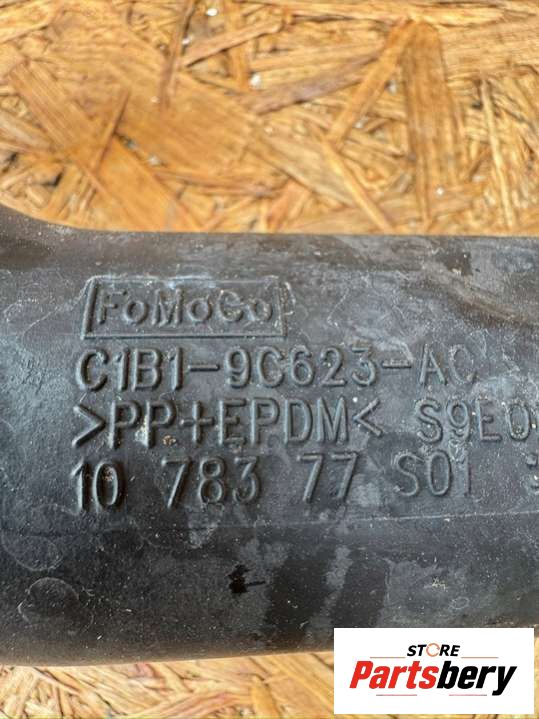 FoMoCo
C1B1-9C623-AC
>PP+EPDM<
10 783 77 S01
STORE
Partsbery